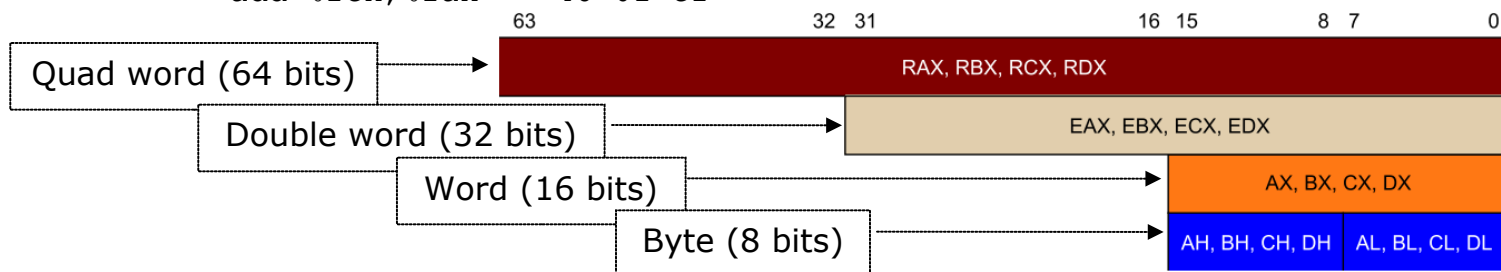 63 32 31 16 15 8 7 0
Quad word (64 bits) RAX, RBX, RCX, RDX
Double word (32 bits) EAX, EBX, ECX, EDX
Word (16 bits) AX, BX, CX, DX
Byte (8 bits) AH, BH, CH, DH AL, BL, CL, DL